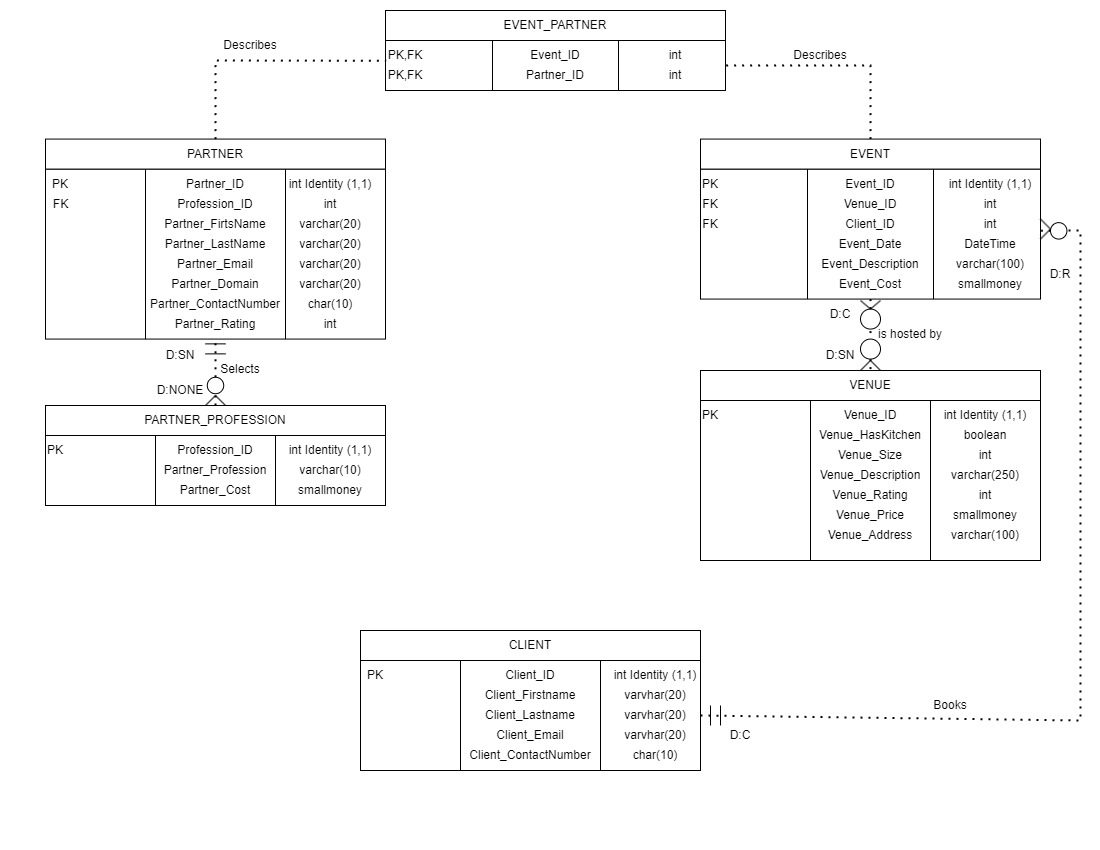 EVENT_PARTNER
PK,FK Event_ID int
PK,FK Partner_ID int
Describes
Describes
PARTNER
PK Partner_ID int Identity (1,1)
FK Profession_ID int
Partner_FirtsName varchar(20)
Partner_LastName varchar(20)
Partner_Email varchar(20)
Partner_Domain varchar(20)
Partner_ContactNumber char(10)
Partner_Rating int
EVENT
PK Event_ID int Identity (1,1)
FK Venue_ID int
FK Client_ID int
Event_Date DateTime
Event_Description varchar(100)
Event_Cost smallmoney
D:R
D:C
is hosted by
D:SN
D:SN
Selects
D:NONE
PARTNER_PROFESSION
PK Profession_ID int Identity (1,1)
Partner_Profession varchar(10)
Partner_Cost smallmoney
VENUE
PK Venue_ID int Identity (1,1)
Venue_HasKitchen boolean
Venue_Size int
Venue_Description varchar(250)
Venue_Rating int
Venue_Price smallmoney
Venue_Address varchar(100)
CLIENT
PK Client_ID int Identity (1,1)
Client_Firstname varvhar(20)
Client_Lastname varvhar(20)
Client_Email varvhar(20)
Client_ContactNumber char(10)
Books
D:C